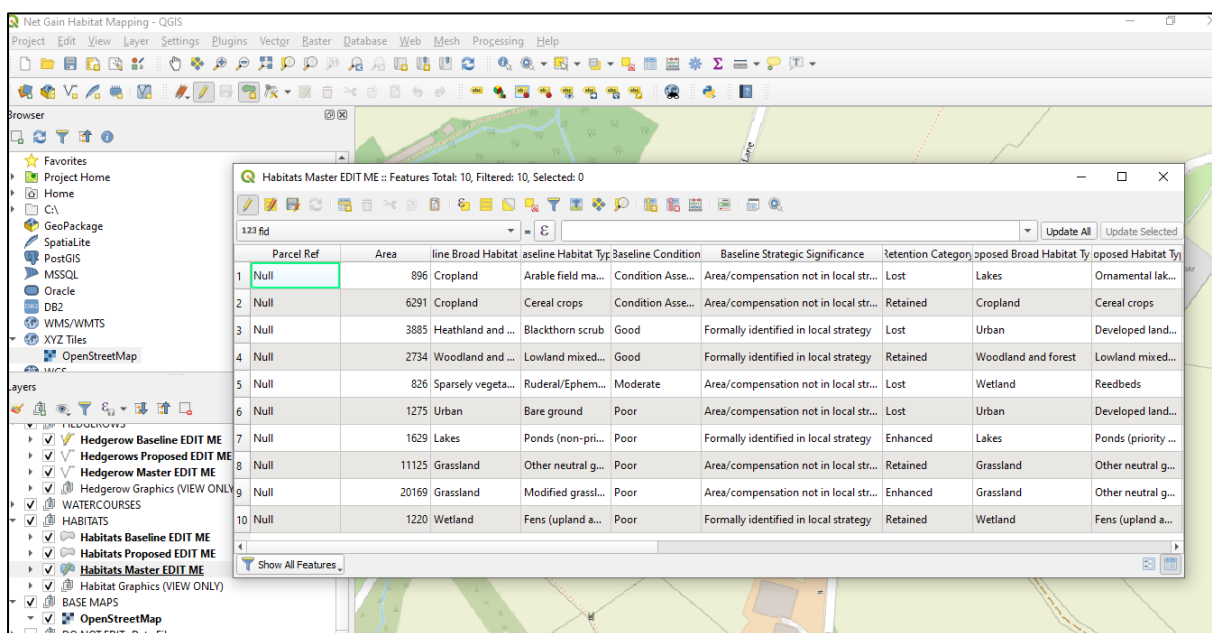 Net Gain Habitat Mapping - QGIS
Project Edit View Layer Settings Plugins Vector Raster Database Web Mesh Processing Help
Browser
Favorites
Project Home
Home
C:\
GeoPackage
SpatiaLite
PostGIS
MSSQL
Oracle
DB2
WMS/WMTS
XYZ Tiles
OpenStreetMap
Layers
Hedgerow Baseline EDIT ME
Hedgerows Proposed EDIT ME
Hedgerow Master EDIT ME
Hedgerow Graphics (VIEW ONLY
WATERCOURSES
HABITATS
Habitats Baseline EDIT ME
Habitats Proposed EDIT ME
Habitats Master EDIT ME
Habitat Graphics (VIEW ONLY)
BASE MAPS
OpenStreetMap
Lane
Habitats Master EDIT ME :: Features Total: 10, Filtered: 10, Selected: 0
123 fid = ε Update All Update Selected
Parcel Ref Area line Broad Habitat aseline Habitat Typ Baseline Condition Baseline Strategic Significance Retention Category oposed Broad Habitat Ty oposed Habitat Typ
1 Null 896 Cropland Arable field ma... Condition Asse... Area/compensation not in local str... Lost Lakes Ornamental lak...
2 Null 6291 Cropland Cereal crops Condition Asse... Area/compensation not in local str... Retained Cropland Cereal crops
3 Null 3885 Heathland and ... Blackthorn scrub Good Formally identified in local strategy Lost Urban Developed land...
4 Null 2734 Woodland and ... Lowland mixed... Good Formally identified in local strategy Retained Woodland and forest Lowland mixed...
5 Null 826 Sparsely vegeta... Ruderal/Ephem... Moderate Area/compensation not in local str... Lost Wetland Reedbeds
6 Null 1275 Urban Bare ground Poor Area/compensation not in local str... Lost Urban Developed land...
7 Null 1629 Lakes Ponds (non-pri... Poor Formally identified in local strategy Enhanced Lakes Ponds (priority ...
8 Null 11125 Grassland Other neutral g... Poor Area/compensation not in local str... Retained Grassland Other neutral g...
9 Null 20169 Grassland Modified grassl... Poor Area/compensation not in local str... Enhanced Grassland Other neutral g...
10 Null 1220 Wetland Fens (upland a... Poor Formally identified in local strategy Retained Wetland Fens (upland a...
Show All Features